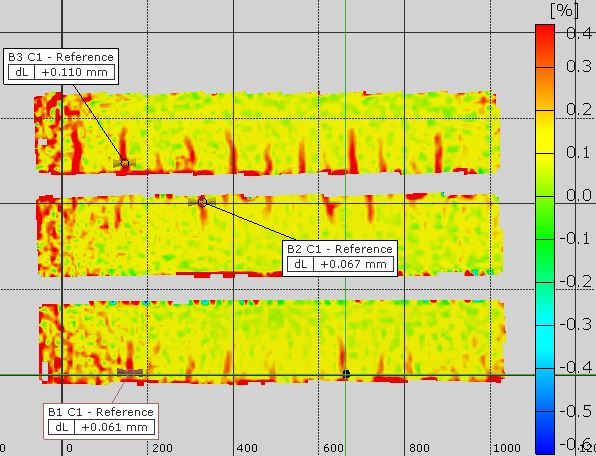 [%]
0.4
0.3
0.2
0.1
0.0
-0.1
-0.2
-0.3
-0.4
-0.5
B3 C1 - Reference
dL +0.110 mm
B2 C1 - Reference
dL +0.067 mm
B1 C1 - Reference
dL +0.061 mm
0 200 400 600 800 1000